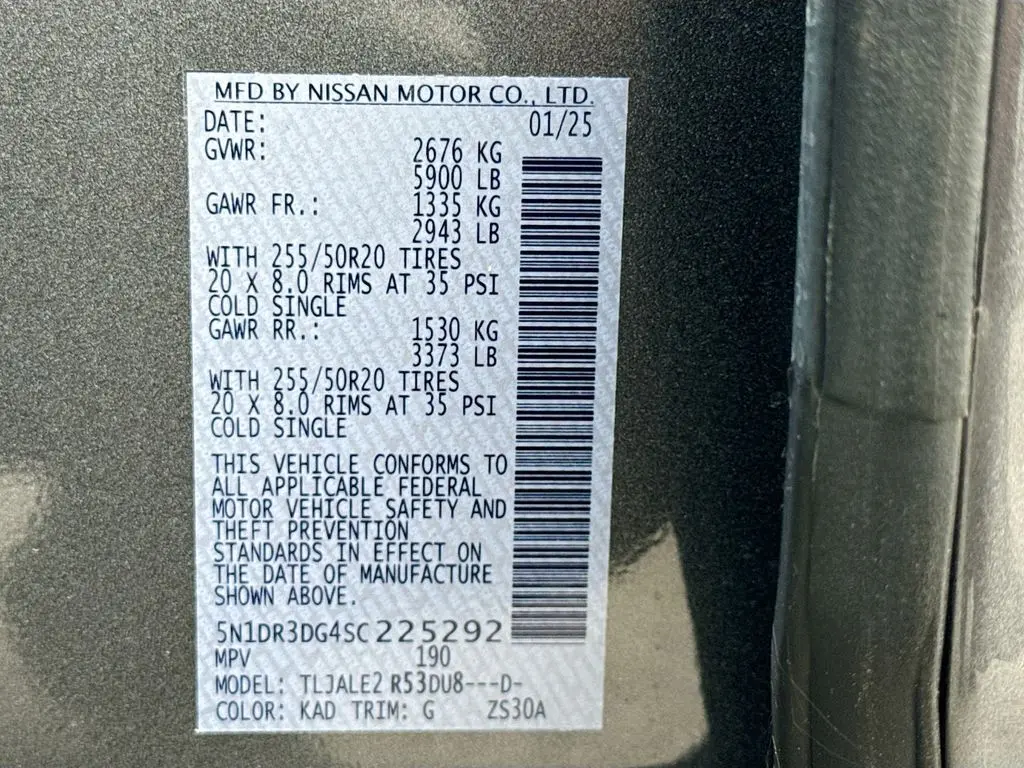 MFD BY NISSAN MOTOR CO., LTD.
DATE: 01/25
GVWR: 2676 KG
5900 LB
GAWR FR.: 1335 KG
2943 LB
WITH 255/50R20 TIRES
20 X 8.0 RIMS AT 35 PSI
COLD SINGLE
GAWR RR.: 1530 KG
3373 LB
WITH 255/50R20 TIRES
20 X 8.0 RIMS AT 35 PSI
COLD SINGLE
THIS VEHICLE CONFORMS TO
ALL APPLICABLE FEDERAL
MOTOR VEHICLE SAFETY AND
THEFT PREVENTION
STANDARDS IN EFFECT ON
THE DATE OF MANUFACTURE
SHOWN ABOVE.
5N1DR3DG4SC225292
MPV 190
MODEL: TLJALE2 R53DU8---D-
COLOR: KAD TRIM: G ZS30A